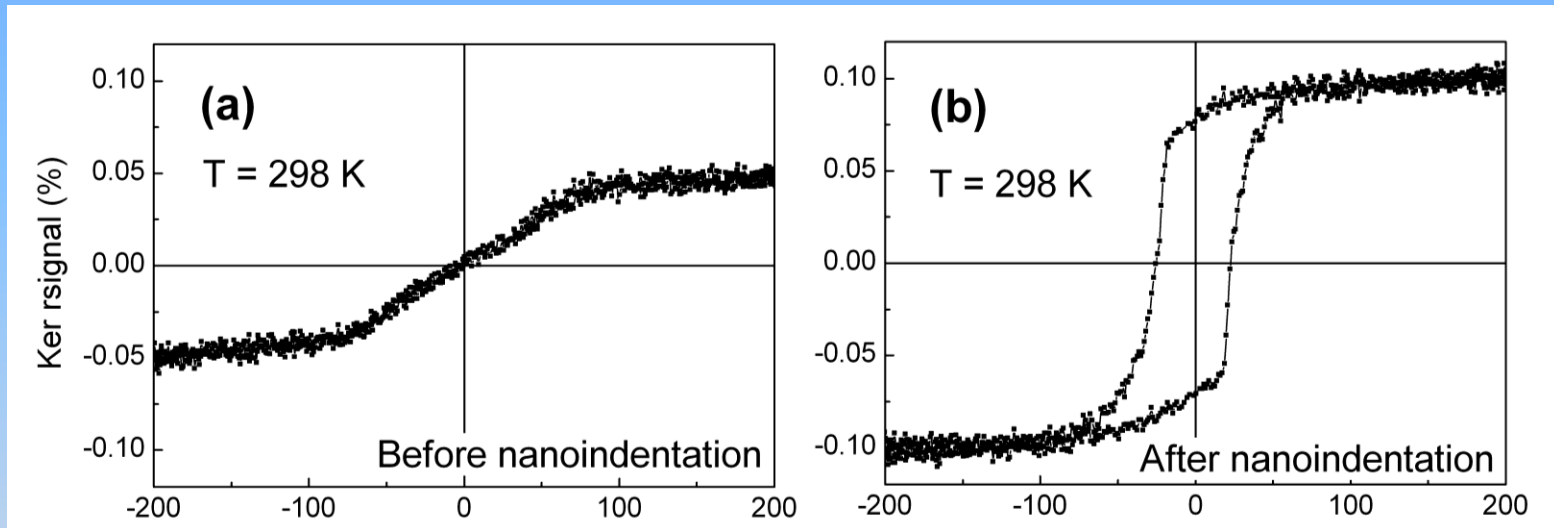 (a)
T = 298 K
Ker rsignal (%)
0.10
0.05
0.00
-0.05
-0.10
Before nanoindentation
-200 -100 0 100 200
(b)
T = 298 K
0.10
0.05
0.00
-0.05
-0.10
After nanoindentation
-200 -100 0 100 200